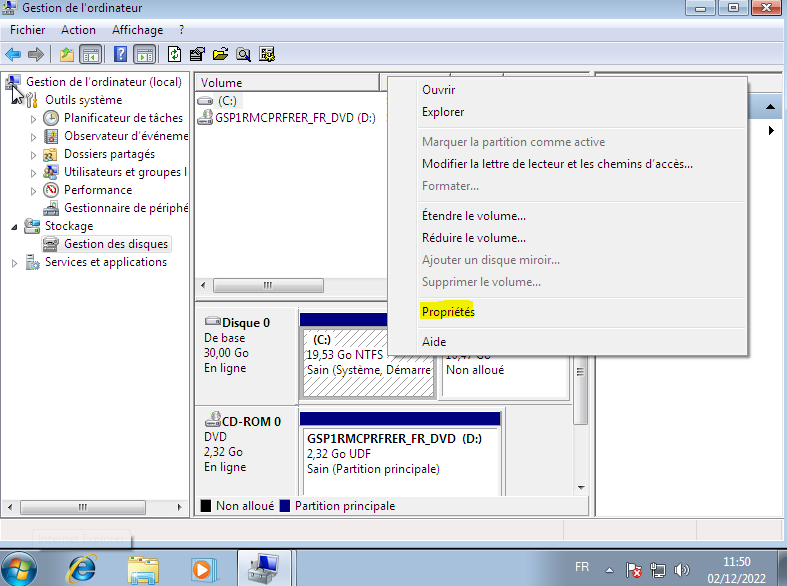 Gestion de l'ordinateur
Fichier Action Affichage ?
Gestion de l'ordinateur (local)
Outils système
Planificateur de tâches
Observateur d'événeme
Dossiers partagés
Utilisateurs et groupes l
Performance
Gestionnaire de périphé
Stockage
Gestion des disques
Services et applications
Volume
(C:)
GSP1RMCPRFRER_FR_DVD (D:)
Ouvrir
Explorer
Marquer la partition comme active
Modifier la lettre de lecteur et les chemins d'accès...
Formater...
Étendre le volume...
Réduire le volume...
Ajouter un disque miroir...
Supprimer le volume...
Propriétés
Aide
Disque 0
De base
30,00 Go
En ligne
(C:)
19,53 Go NTFS
Sain (Système, Démarre
Non alloué
CD-ROM 0
DVD
2,32 Go
En ligne
GSP1RMCPRFRER_FR_DVD (D:)
2,32 Go UDF
Sain (Partition principale)
Non alloué Partition principale
Internet Explorer
FR
11:50
02/12/2022